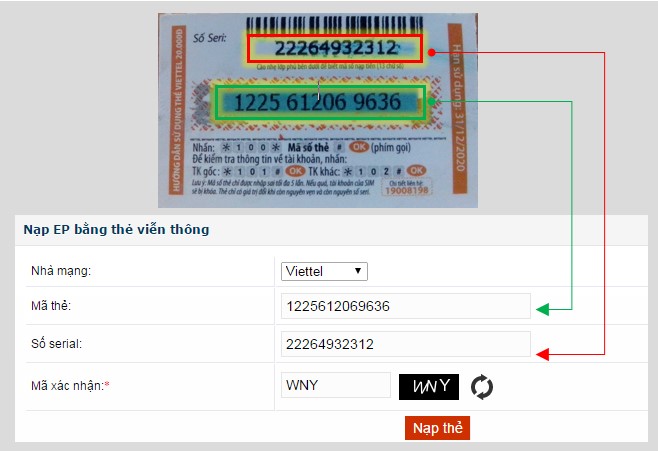 Số Seri:
22264932312
Cào nhẹ lớp phủ bên dưới để biết mã số nạp tiền (13 chữ số)
1225 61206 9636
HƯỚNG DẪN SỬ DỤNG THẺ VIETTEL 20.000Đ
Hạn sử dụng: 31/12/2020
Nhấn: * 1 0 0 * Mã số thẻ # OK (phím gọi)
Để kiểm tra thông tin về tài khoản, nhấn:
TK gốc: * 1 0 1 # OK TK khác: * 1 0 2 # OK
Lưu ý: Mã số thẻ chỉ được nhập sai tối đa 5 lần. Nếu quá, tài khoản của SIM
sẽ bị khóa. Thẻ chỉ có giá trị đổi khi còn nguyên vẹn và còn nguyên số seri.
Chi tiết liên hệ:
19008198
Nạp EP bằng thẻ viễn thông
Nhà mạng:
Viettel
Mã thẻ:
1225612069636
Số serial:
22264932312
Mã xác nhận:*
WNY
WNY
Nạp thẻ